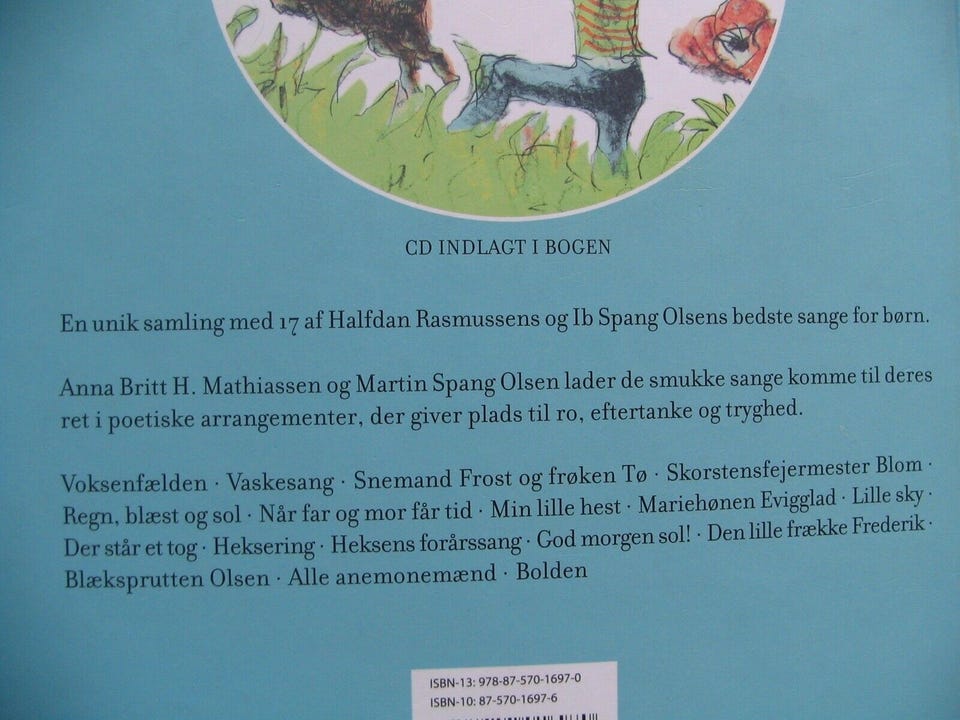 CD INDLAGT I BOGEN
En unik samling med 17 af Halfdan Rasmussens og Ib Spang Olsens bedste sange for børn.
Anna Britt H. Mathiassen og Martin Spang Olsen lader de smukke sange komme til deres
ret i poetiske arrangementer, der giver plads til ro, eftertanke og tryghed.
Voksenfælden · Vaskesang · Snemand Frost og frøken Tø · Skorstensfejermester Blom ·
Regn, blæst og sol · Når far og mor får tid · Min lille hest · Mariehønen Evigglad · Lille sky ·
Der står et tog · Heksering · Heksens forårssang · God morgen sol! · Den lille frække Frederik ·
Blæksprutten Olsen · Alle anemonemænd · Bolden
ISBN-13: 978-87-570-1697-0
ISBN-10: 87-570-1697-6